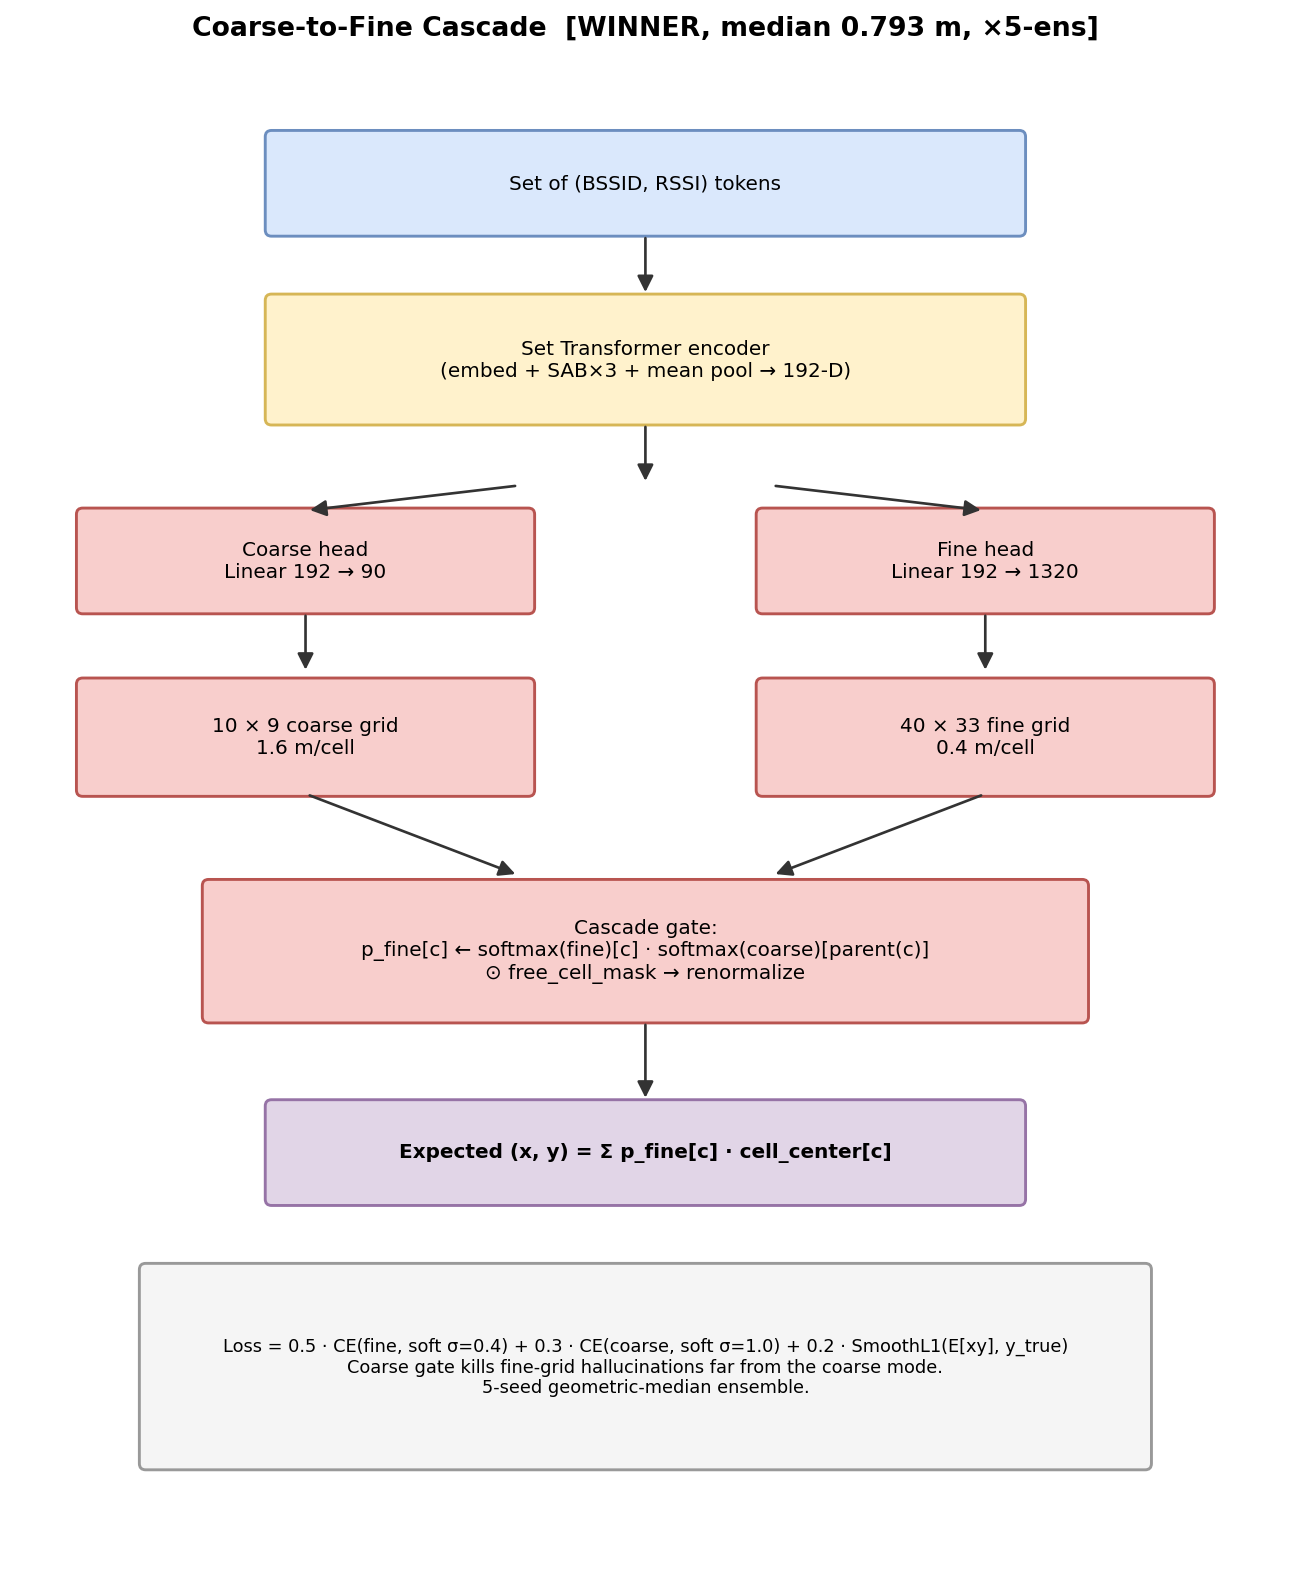 Coarse-to-Fine Cascade  [WINNER, median 0.793 m, ×5-ens]
Set of (BSSID, RSSI) tokens
Set Transformer encoder
(embed + SAB×3 + mean pool → 192-D)
Coarse head
Linear 192 → 90
Fine head
Linear 192 → 1320
10 × 9 coarse grid
1.6 m/cell
40 × 33 fine grid
0.4 m/cell
Cascade gate:
p_fine[c] ← softmax(fine)[c] · softmax(coarse)[parent(c)]
⊙ free_cell_mask → renormalize
Expected (x, y) = Σ p_fine[c] · cell_center[c]
Loss = 0.5 · CE(fine, soft σ=0.4) + 0.3 · CE(coarse, soft σ=1.0) + 0.2 · SmoothL1(E[xy], y_true)
Coarse gate kills fine-grid hallucinations far from the coarse mode.
5-seed geometric-median ensemble.